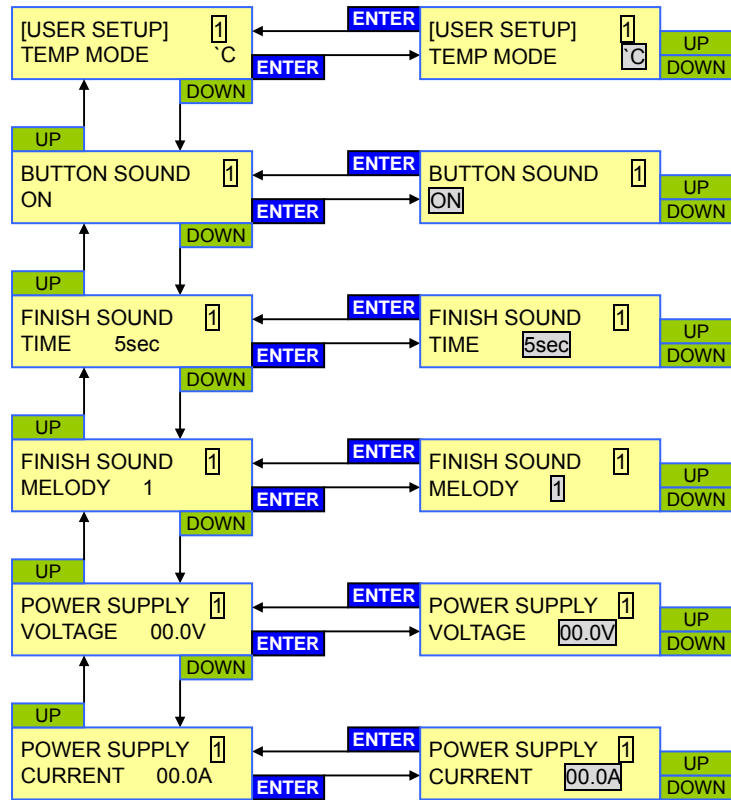 ENTER
[USER SETUP] 1
TEMP MODE `C
[USER SETUP] 1
TEMP MODE `C
UP
DOWN
ENTER
DOWN
UP
ENTER
BUTTON SOUND 1
ON
BUTTON SOUND 1
ON
UP
DOWN
ENTER
DOWN
UP
ENTER
FINISH SOUND 1
TIME 5sec
FINISH SOUND 1
TIME 5sec
UP
DOWN
ENTER
DOWN
UP
ENTER
FINISH SOUND 1
MELODY 1
FINISH SOUND 1
MELODY 1
UP
DOWN
ENTER
DOWN
UP
ENTER
POWER SUPPLY 1
VOLTAGE 00.0V
POWER SUPPLY 1
VOLTAGE 00.0V
UP
DOWN
ENTER
DOWN
UP
ENTER
POWER SUPPLY 1
CURRENT 00.0A
POWER SUPPLY 1
CURRENT 00.0A
UP
DOWN
ENTER